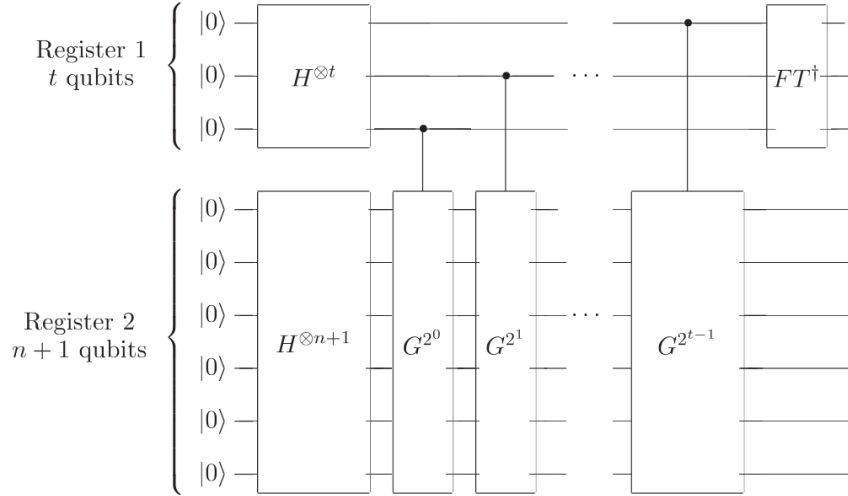 Register 1
t qubits
|0⟩
|0⟩
|0⟩
H^{⊗t}
· · ·
FT^†
Register 2
n + 1 qubits
|0⟩
|0⟩
|0⟩
|0⟩
|0⟩
|0⟩
H^{⊗n+1}
G^{2^0}
G^{2^1}
· · ·
G^{2^{t−1}}